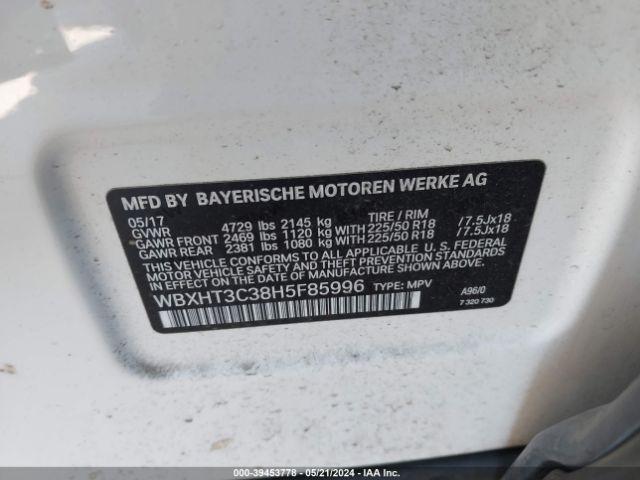 MFD BY BAYERISCHE MOTOREN WERKE AG
05/17 TIRE / RIM
GVWR 4729 lbs 2145 kg
GAWR FRONT 2469 lbs 1120 kg WITH 225/50 R18 / 7.5Jx18
GAWR REAR 2381 lbs 1080 kg WITH 225/50 R18 / 7.5Jx18
THIS VEHICLE CONFORMS TO ALL APPLICABLE U. S. FEDERAL
MOTOR VEHICLE SAFETY, BUMPER, AND THEFT PREVENTION STANDARDS
IN EFFECT ON THE DATE OF MANUFACTURE SHOWN ABOVE.
WBXHT3C38H5F85996 TYPE: MPV A96/0
7 320 730
000-39453778 - 05/21/2024 - IAA Inc.